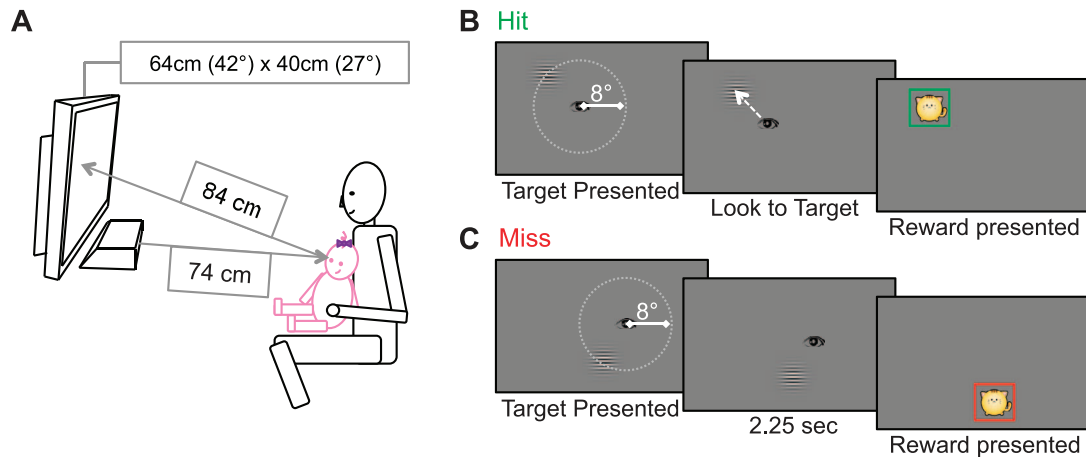 A
64cm (42°) x 40cm (27°)
84 cm
74 cm
B Hit
8°
Target Presented
Look to Target
Reward presented
C Miss
8°
Target Presented
2.25 sec
Reward presented